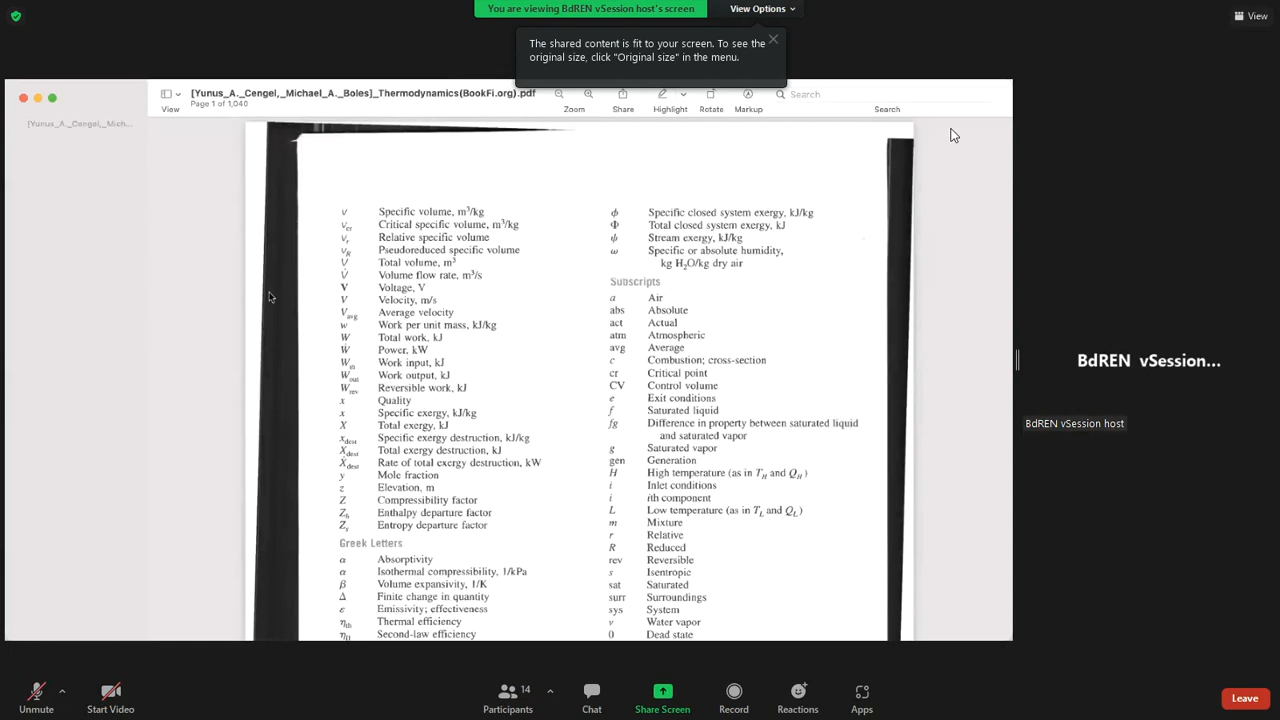 You are viewing BdREN vSession host's screen
View Options
View
The shared content is fit to your screen. To see the
original size, click "Original size" in the menu.
[Yunus_A._Cengel,_Michael_A._Boles]_Thermodynamics(BookFi.org).pdf
Page 1 of 1,040
Search
View
Zoom
Share
Highlight
Rotate
Markup
Search
[Yunus_A._Cengel,_Mich...
ν Specific volume, m³/kg
ν_cr Critical specific volume, m³/kg
ν_r Relative specific volume
ν_R Pseudoreduced specific volume
V Total volume, m³
V̇ Volume flow rate, m³/s
V Voltage, V
V Velocity, m/s
V_avg Average velocity
w Work per unit mass, kJ/kg
W Total work, kJ
Ẇ Power, kW
W_in Work input, kJ
W_out Work output, kJ
W_rev Reversible work, kJ
x Quality
x Specific exergy, kJ/kg
X Total exergy, kJ
x_dest Specific exergy destruction, kJ/kg
X_dest Total exergy destruction, kJ
Ẋ_dest Rate of total exergy destruction, kW
y Mole fraction
z Elevation, m
Z Compressibility factor
Z_h Enthalpy departure factor
Z_s Entropy departure factor
Greek Letters
α Absorptivity
α Isothermal compressibility, 1/kPa
β Volume expansivity, 1/K
Δ Finite change in quantity
ε Emissivity; effectiveness
η_th Thermal efficiency
η_II Second-law efficiency
ϕ Specific closed system exergy, kJ/kg
Φ Total closed system exergy, kJ
ψ Stream exergy, kJ/kg
ω Specific or absolute humidity,
kg H₂O/kg dry air
Subscripts
a Air
abs Absolute
act Actual
atm Atmospheric
avg Average
c Combustion; cross-section
cr Critical point
CV Control volume
e Exit conditions
f Saturated liquid
fg Difference in property between saturated liquid
and saturated vapor
g Saturated vapor
gen Generation
H High temperature (as in T_H and Q_H)
i Inlet conditions
i ith component
L Low temperature (as in T_L and Q_L)
m Mixture
r Relative
R Reduced
rev Reversible
s Isentropic
sat Saturated
surr Surroundings
sys System
v Water vapor
0 Dead state
BdREN vSession...
BdREN vSession host
Unmute
Start Video
14
Participants
Chat
Share Screen
Record
Reactions
Apps
Leave